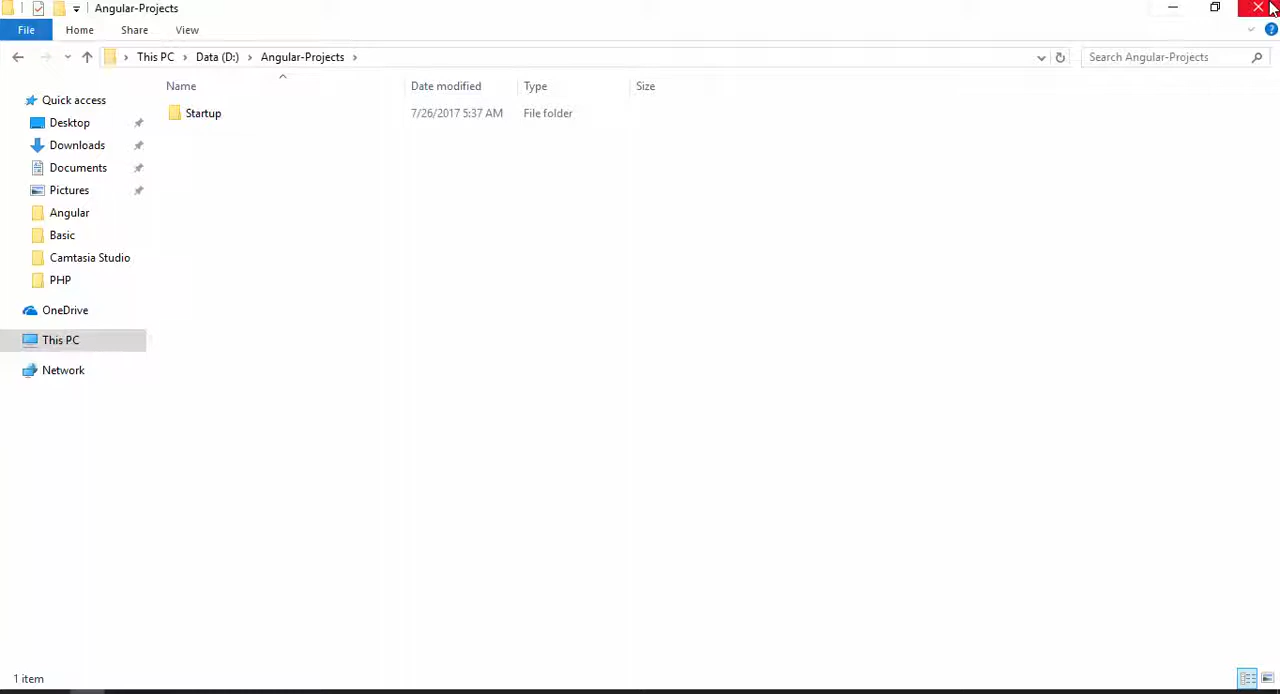 Angular-Projects
File Home Share View
This PC Data (D:) Angular-Projects Search Angular-Projects
Name Date modified Type Size
Startup 7/26/2017 5:37 AM File folder
Quick access
Desktop
Downloads
Documents
Pictures
Angular
Basic
Camtasia Studio
PHP
OneDrive
This PC
Network
1 item